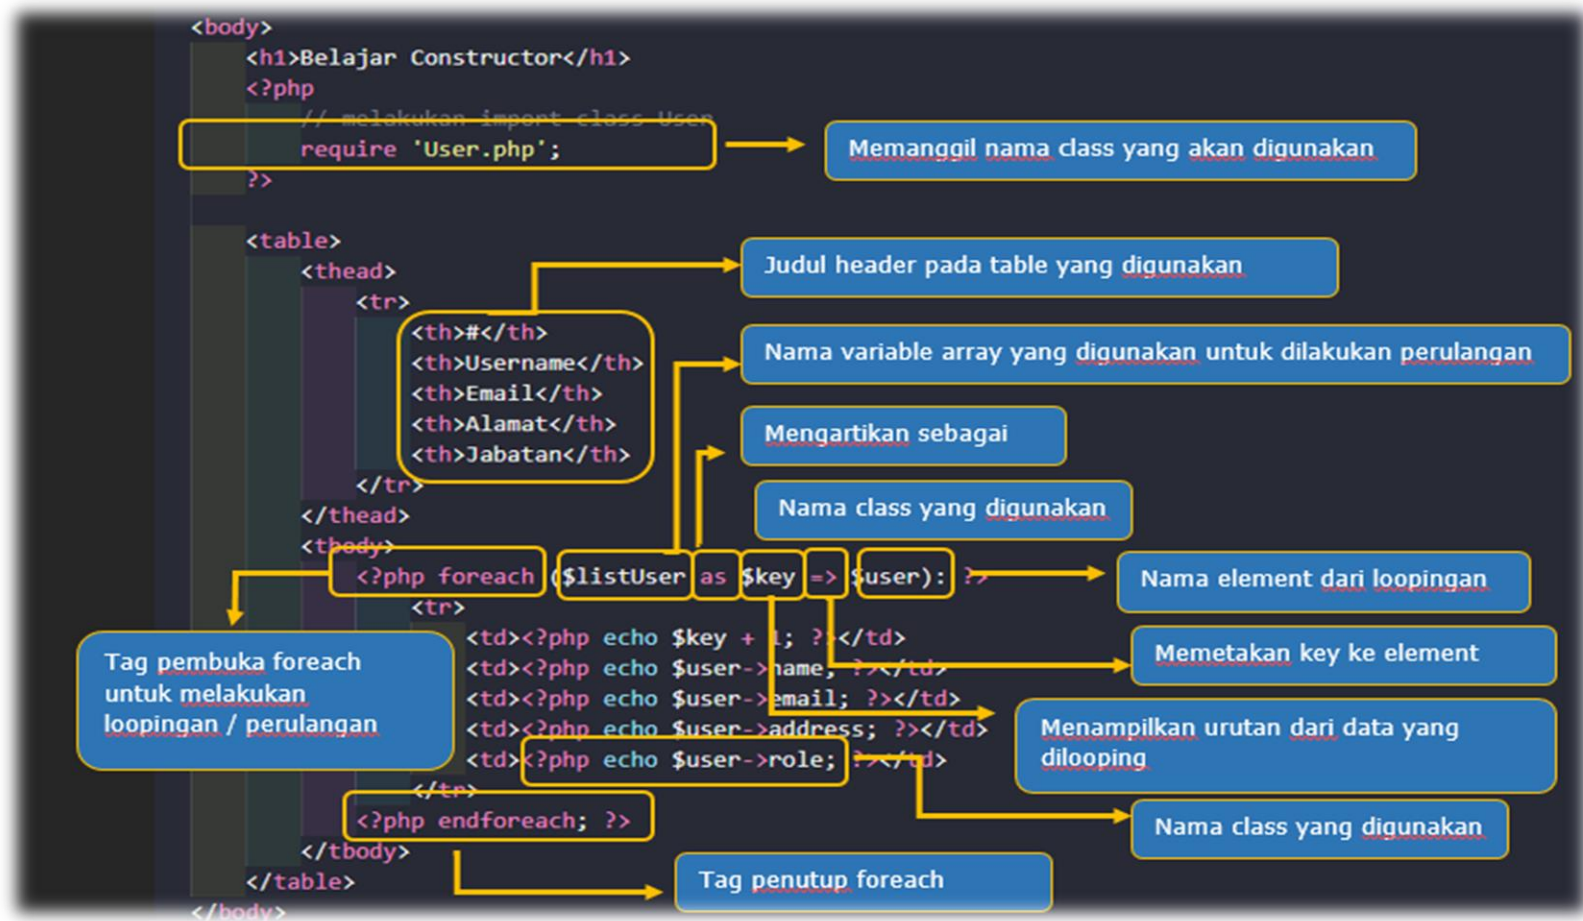 <body>
<h1>Belajar Constructor</h1>
<?php
// melakukan import class User
require 'User.php';
Memanggil nama class yang akan digunakan
?>
<table>
Judul header pada table yang digunakan
<thead>
<tr>
<th>#</th>
Nama variable array yang digunakan untuk dilakukan perulangan
<th>Username</th>
<th>Email</th>
<th>Alamat</th>
Mengartikan sebagai
<th>Jabatan</th>
</tr>
Nama class yang digunakan
</thead>
<tbody>
<?php foreach ($listUser as $key => $user): ?>
Nama element dari loopingan
<tr>
<td><?php echo $key + 1; ?></td>
Tag pembuka foreach
untuk melakukan
loopingan / perulangan
<td><?php echo $user->name; ?></td>
Memetakan key ke element
<td><?php echo $user->email; ?></td>
<td><?php echo $user->address; ?></td>
Menampilkan urutan dari data yang
dilooping
<td><?php echo $user->role; ?></td>
</tr>
<?php endforeach; ?>
Nama class yang digunakan
</tbody>
</table>
Tag penutup foreach
</body>